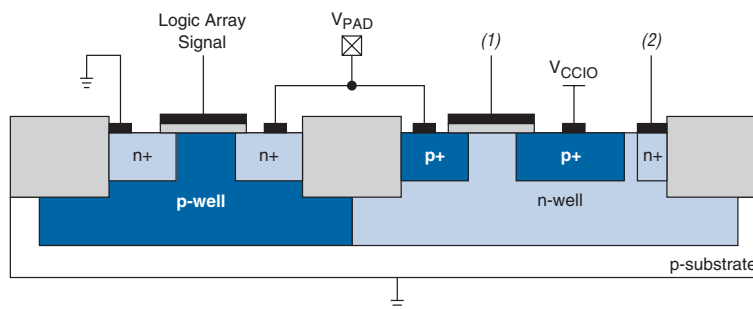 Logic Array
Signal
VPAD
(1)
(2)
VCCIO
n+
n+
p+
p+
n+
p-well
n-well
p-substrate